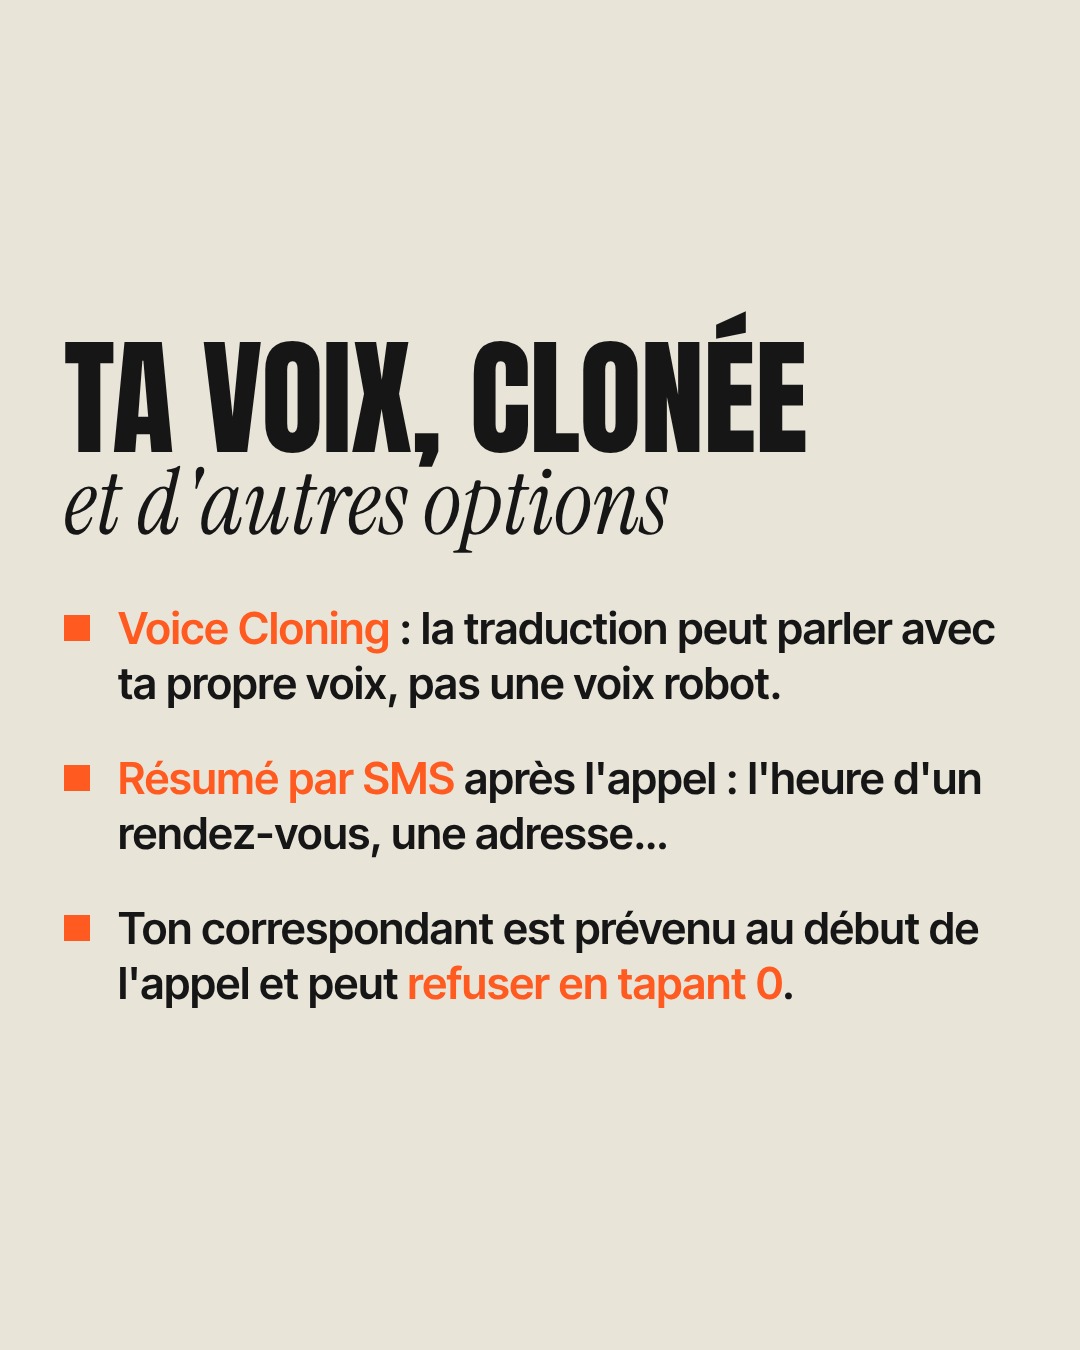 TA VOIX, CLONÉE
et d'autres options
Voice Cloning : la traduction peut parler avec
ta propre voix, pas une voix robot.
Résumé par SMS après l'appel : l'heure d'un
rendez-vous, une adresse...
Ton correspondant est prévenu au début de
l'appel et peut refuser en tapant 0.